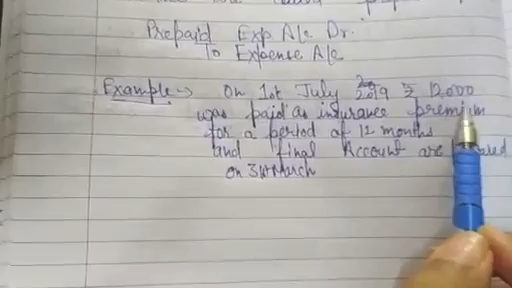 Prepaid Exp A/c Dr.
To Expense A/c
Example → On 1st July 2019 ₹ 12000
was paid as insurance premium
for a period of 12 months
and final Account are
on 31st March